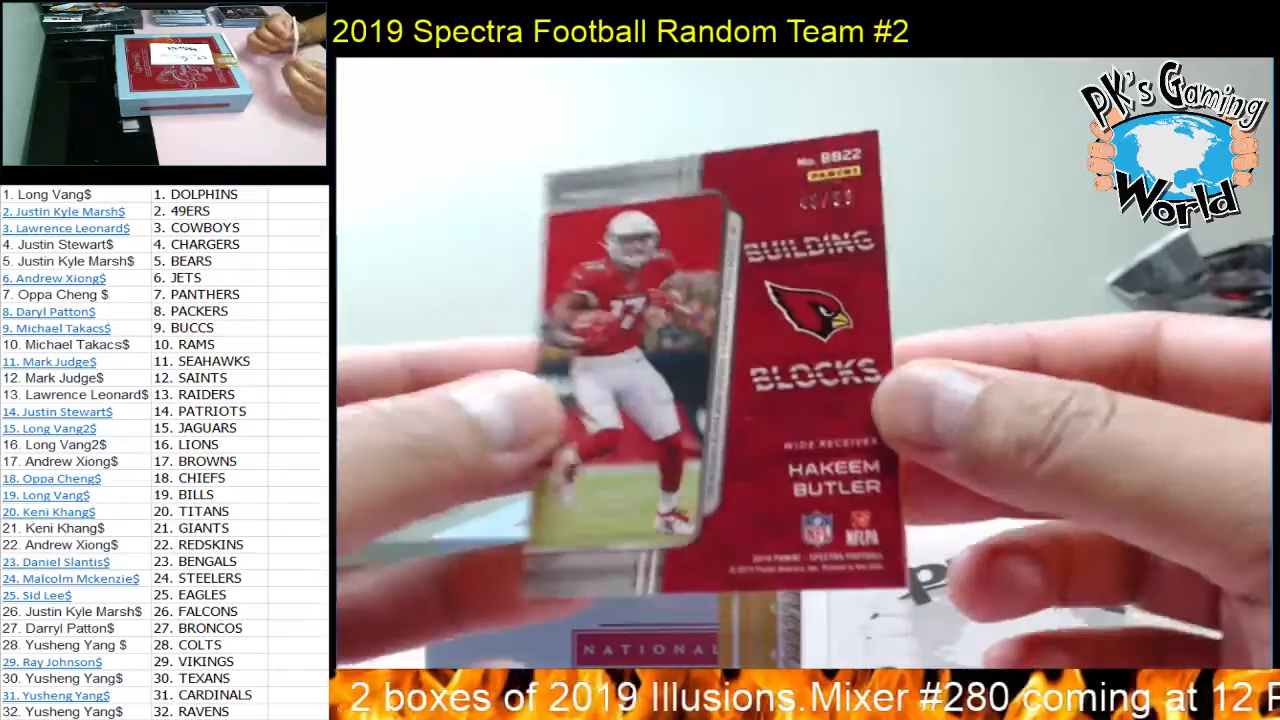 2019 Spectra Football Random Team #2
PK's Gaming
World
1. Long Vang$ 1. DOLPHINS
2. Justin Kyle Marsh$ 2. 49ERS
3. Lawrence Leonard$ 3. COWBOYS
4. Justin Stewart$ 4. CHARGERS
5. Justin Kyle Marsh$ 5. BEARS
6. Andrew Xiong$ 6. JETS
7. Oppa Cheng $ 7. PANTHERS
8. Daryl Patton$ 8. PACKERS
9. Michael Takacs$ 9. BUCCS
10. Michael Takacs$ 10. RAMS
11. Mark Judge$ 11. SEAHAWKS
12. Mark Judge$ 12. SAINTS
13. Lawrence Leonard$ 13. RAIDERS
14. Justin Stewart$ 14. PATRIOTS
15. Long Vang2$ 15. JAGUARS
16. Long Vang2$ 16. LIONS
17. Andrew Xiong$ 17. BROWNS
18. Oppa Cheng$ 18. CHIEFS
19. Long Vang$ 19. BILLS
20. Keni Khang$ 20. TITANS
21. Keni Khang$ 21. GIANTS
22. Andrew Xiong$ 22. REDSKINS
23. Daniel Slantis$ 23. BENGALS
24. Malcolm Mckenzie$ 24. STEELERS
25. Sid Lee$ 25. EAGLES
26. Justin Kyle Marsh$ 26. FALCONS
27. Darryl Patton$ 27. BRONCOS
28. Yusheng Yang $ 28. COLTS
29. Ray Johnson$ 29. VIKINGS
30. Yusheng Yang$ 30. TEXANS
31. Yusheng Yang$ 31. CARDINALS
32. Yusheng Yang$ 32. RAVENS
No. BB22
PANINI
BUILDING
BLOCKS
WIDE RECEIVER
HAKEEM
BUTLER
NFL NFLPA
2019 PANINI - SPECTRA FOOTBALL
17
NATIONAL
2 boxes of 2019 Illusions.Mixer #280 coming at 12